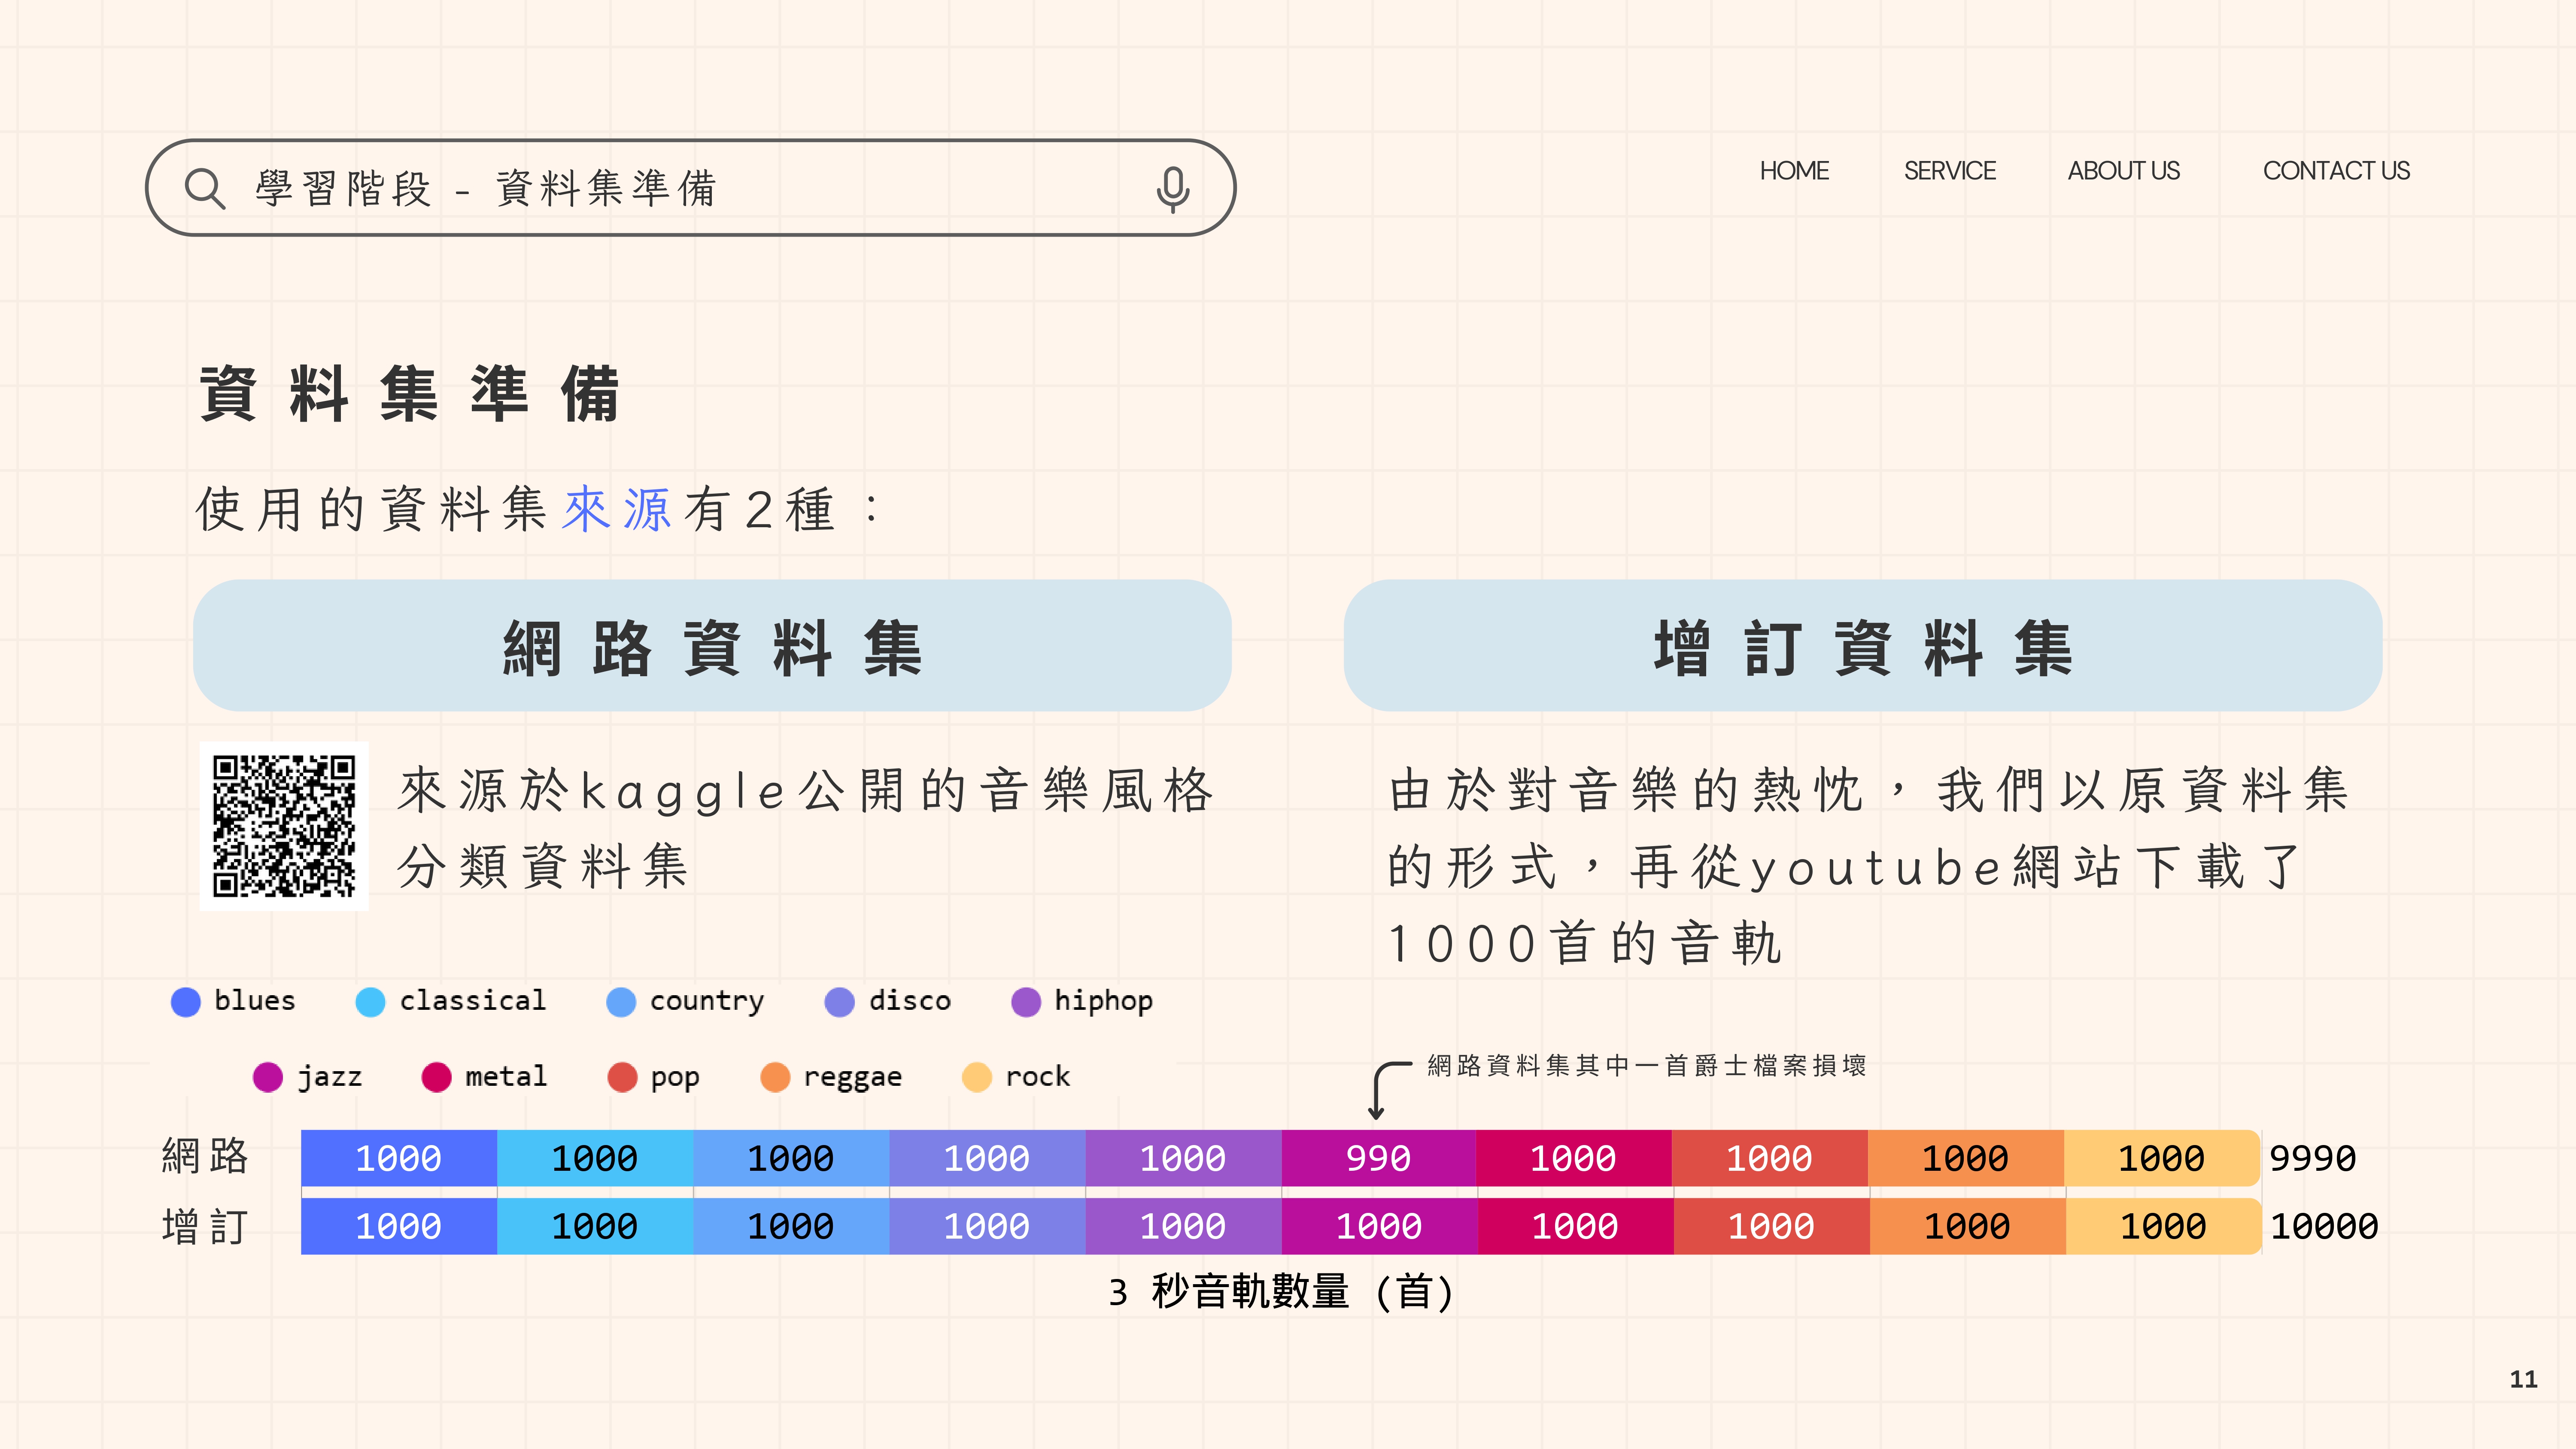 學習階段 - 資料集準備
HOME SERVICE ABOUT US CONTACT US
資料集準備
使用的資料集來源有2種：
網路資料集
來源於kaggle公開的音樂風格
分類資料集
增訂資料集
由於對音樂的熱忱，我們以原資料集
的形式，再從youtube網站下載了
1000首的音軌
blues classical country disco hiphop
jazz metal pop reggae rock
網路資料集其中一首爵士檔案損壞
網路 1000 1000 1000 1000 1000 990 1000 1000 1000 1000 9990
增訂 1000 1000 1000 1000 1000 1000 1000 1000 1000 1000 10000
3 秒音軌數量 (首)
11